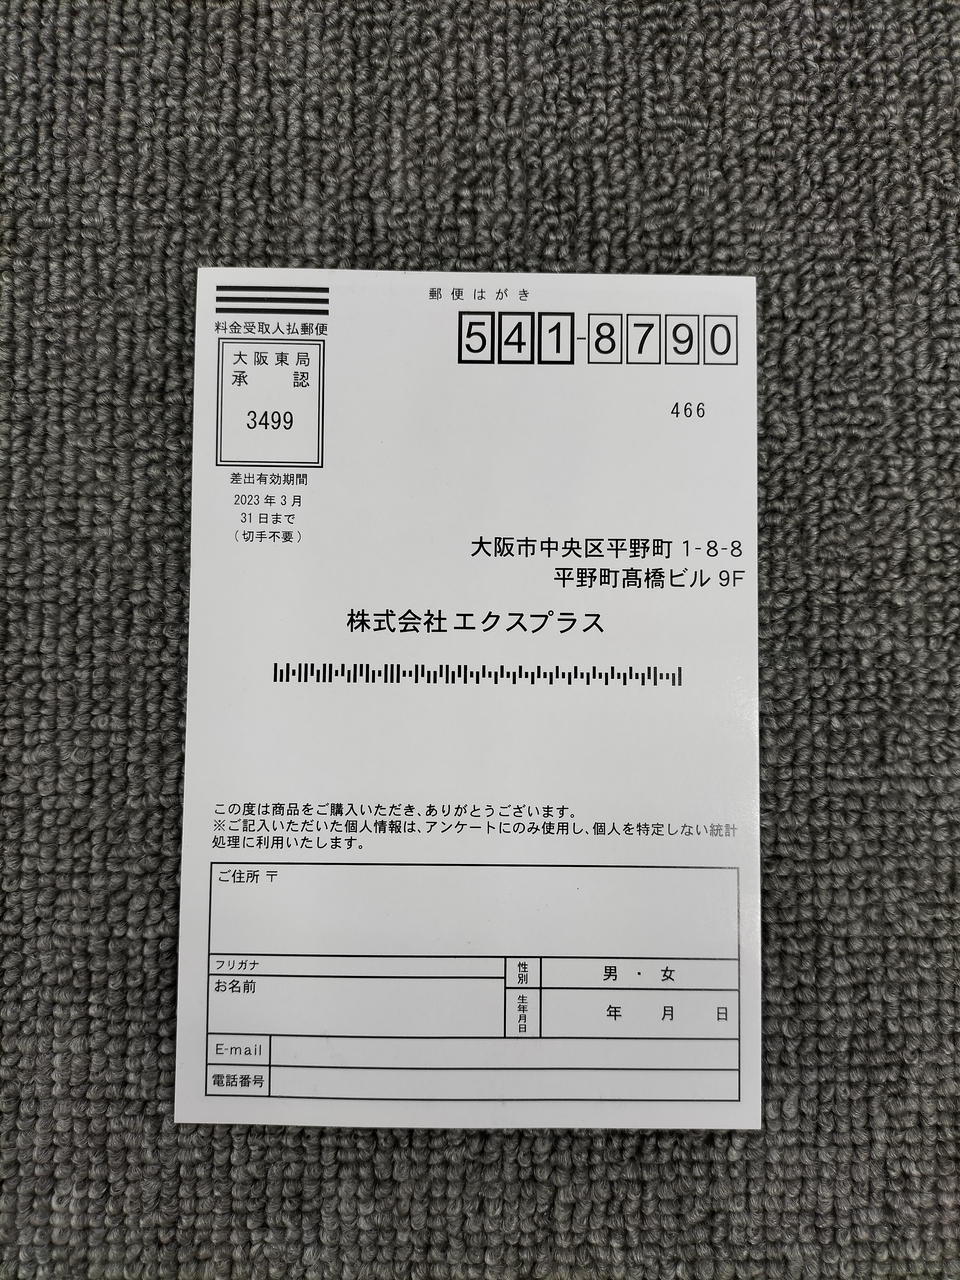 郵便はがき
料金受取人払郵便
大阪東局
承認
3499
差出有効期間
2023年3月
31日まで
(切手不要)
541-8790
466
大阪市中央区平野町 1-8-8
平野町髙橋ビル 9F
株式会社エクスプラス
この度は商品をご購入いただき、ありがとうございます。
※ご記入いただいた個人情報は、アンケートにのみ使用し、個人を特定しない統計
処理に利用いたします。
ご住所 〒
フリガナ
お名前
性別
男 ・ 女
生年月日
年 月 日
E-mail
電話番号